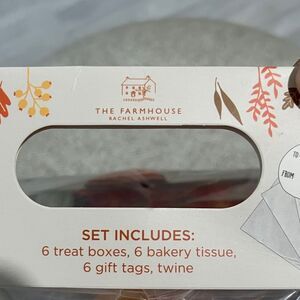 THE FARMHOUSE
RACHEL ASHWELL
TO
FROM
SET INCLUDES:
6 treat boxes, 6 bakery tissue,
6 gift tags, twine